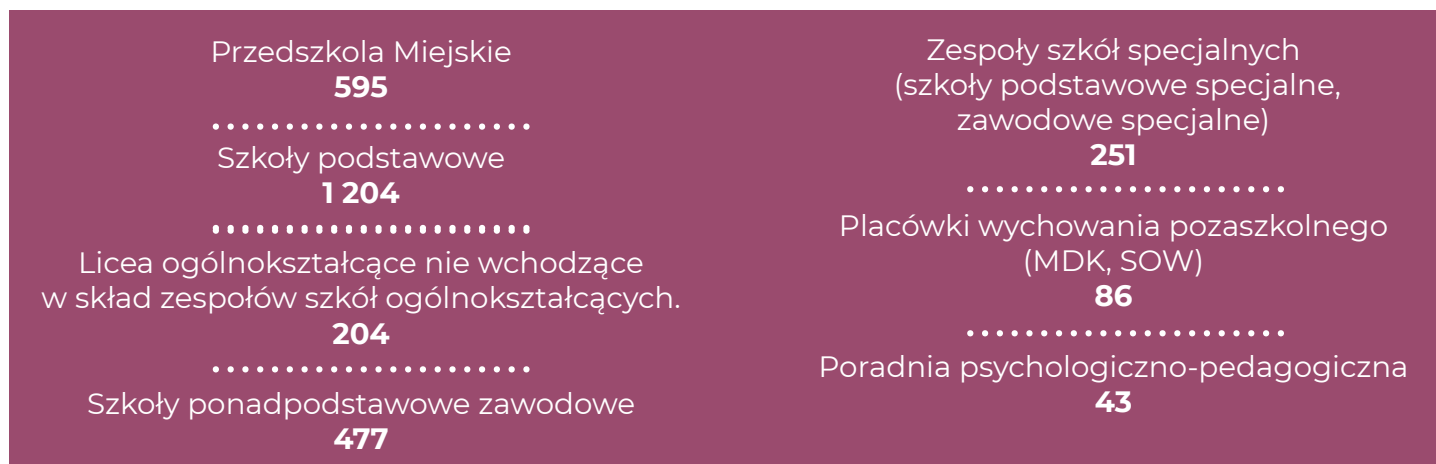 Przedszkola Miejskie
595
Szkoły podstawowe
1 204
Licea ogólnokształcące nie wchodzące
w skład zespołów szkół ogólnokształcących.
204
Szkoły ponadpodstawowe zawodowe
477
Zespoły szkół specjalnych
(szkoły podstawowe specjalne,
zawodowe specjalne)
251
Placówki wychowania pozaszkolnego
(MDK, SOW)
86
Poradnia psychologiczno-pedagogiczna
43